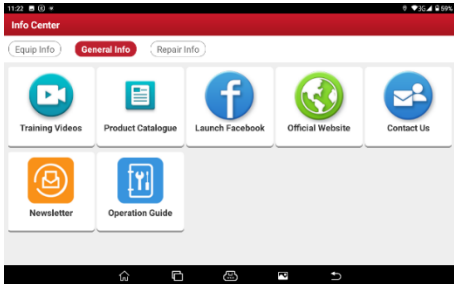 11:22
3G 59%
Info Center
Equip Info General Info Repair Info
Training Videos Product Catalogue Launch Facebook Official Website Contact Us
Newsletter Operation Guide